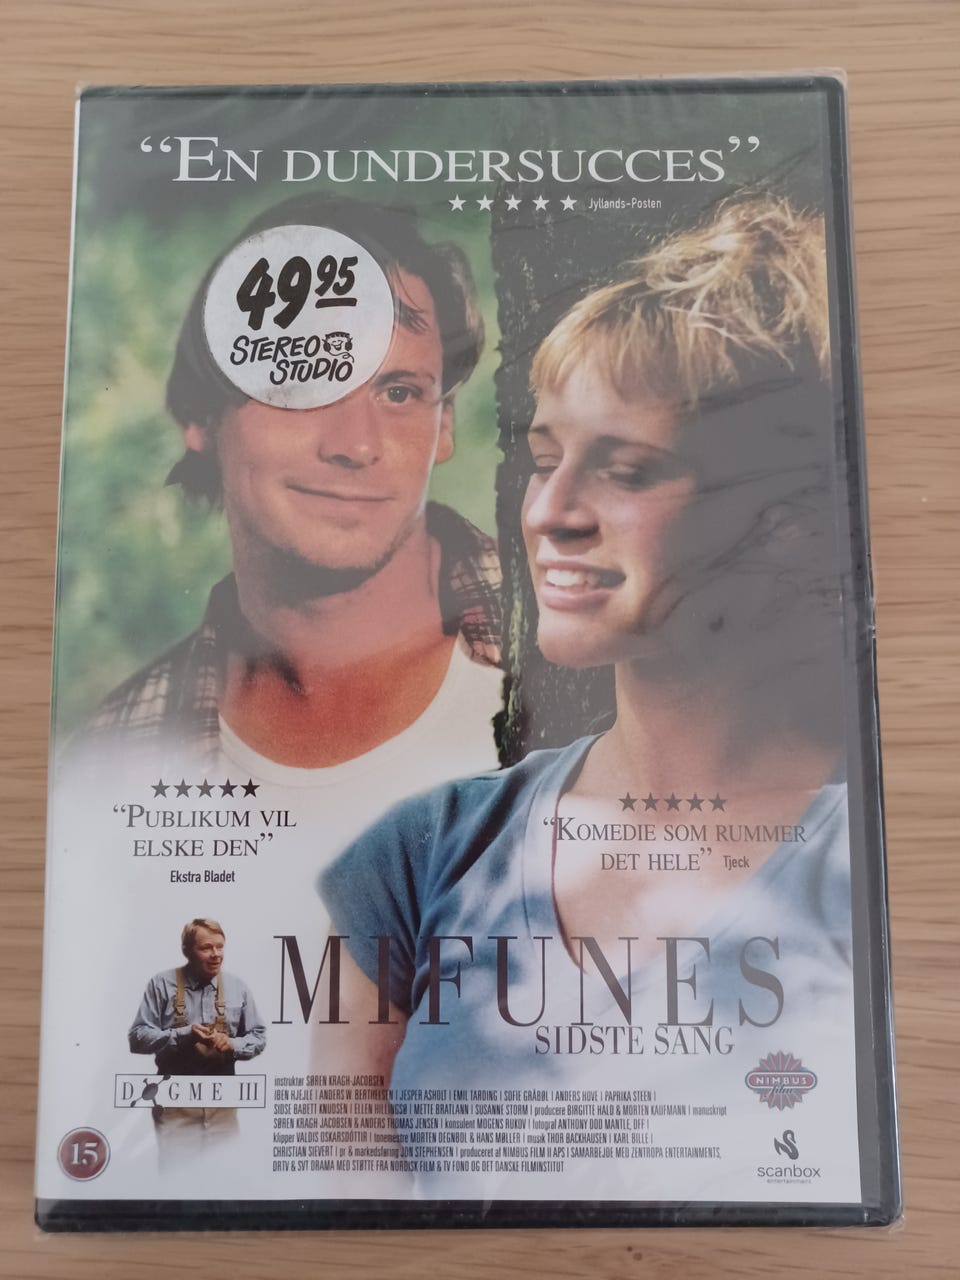 “EN DUNDERSUCCES”
★★★★★ Jyllands-Posten
49 95
STEREO
STUDIO
★★★★★
“PUBLIKUM VIL
ELSKE DEN”
Ekstra Bladet
★★★★★
“KOMEDIE SOM RUMMER
DET HELE” Tjeck
MIFUNES
SIDSTE SANG
DOGME III
instruktør SØREN KRAGH-JACOBSEN
IBEN HJEJLE | ANDERS W. BERTHELSEN | JESPER ASHOLT | EMIL TARDING | SOFIE GRÅBØL | ANDERS HOVE | PAPRIKA STEEN |
SIDSE BABETT KNUDSEN | ELLEN HILLINGSØ | METTE BRATLANN | SUSANNE STORM | producere BIRGITTE HALD & MORTEN KAUFMANN | manuskript
SØREN KRAGH JACOBSEN & ANDERS THOMAS JENSEN | konsulent MOGENS RUKOV | fotograf ANTHONY DOD MANTLE, DFF |
klipper VALDIS OSKARSDÓTTIR | tonemestre MORTEN DEGNBOL & HANS MØLLER | musik THOR BACKHAUSEN | KARL BILLE |
CHRISTIAN SIEVERT | pr & markedsføring JON STEPHENSEN | produceret af NIMBUS FILM II APS | SAMARBEJDE MED ZENTROPA ENTERTAINMENTS,
DRTV & SVT DRAMA MED STØTTE FRA NORDISK FILM & TV FOND OG DET DANSKE FILMINSTITUT
NIMBUS
film
15
scanbox
entertainment